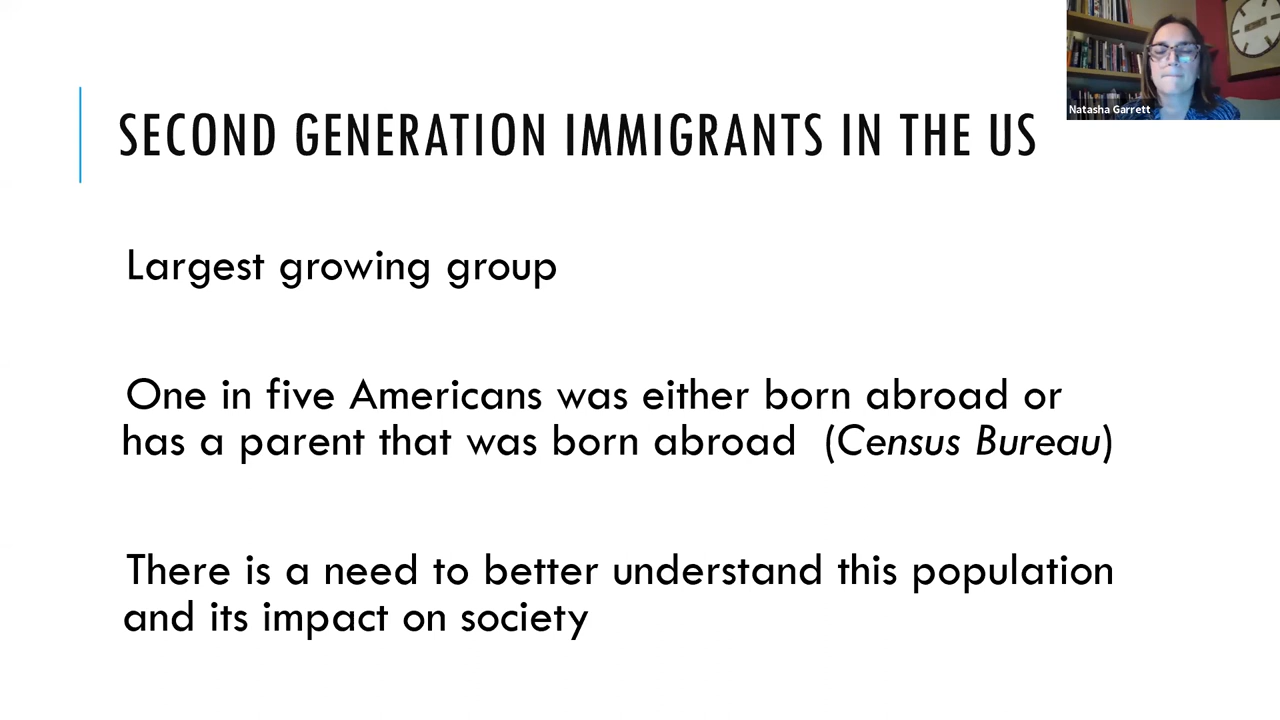 SECOND GENERATION IMMIGRANTS IN THE US
Natasha Garrett
Largest growing group
One in five Americans was either born abroad or
has a parent that was born abroad (Census Bureau)
There is a need to better understand this population
and its impact on society